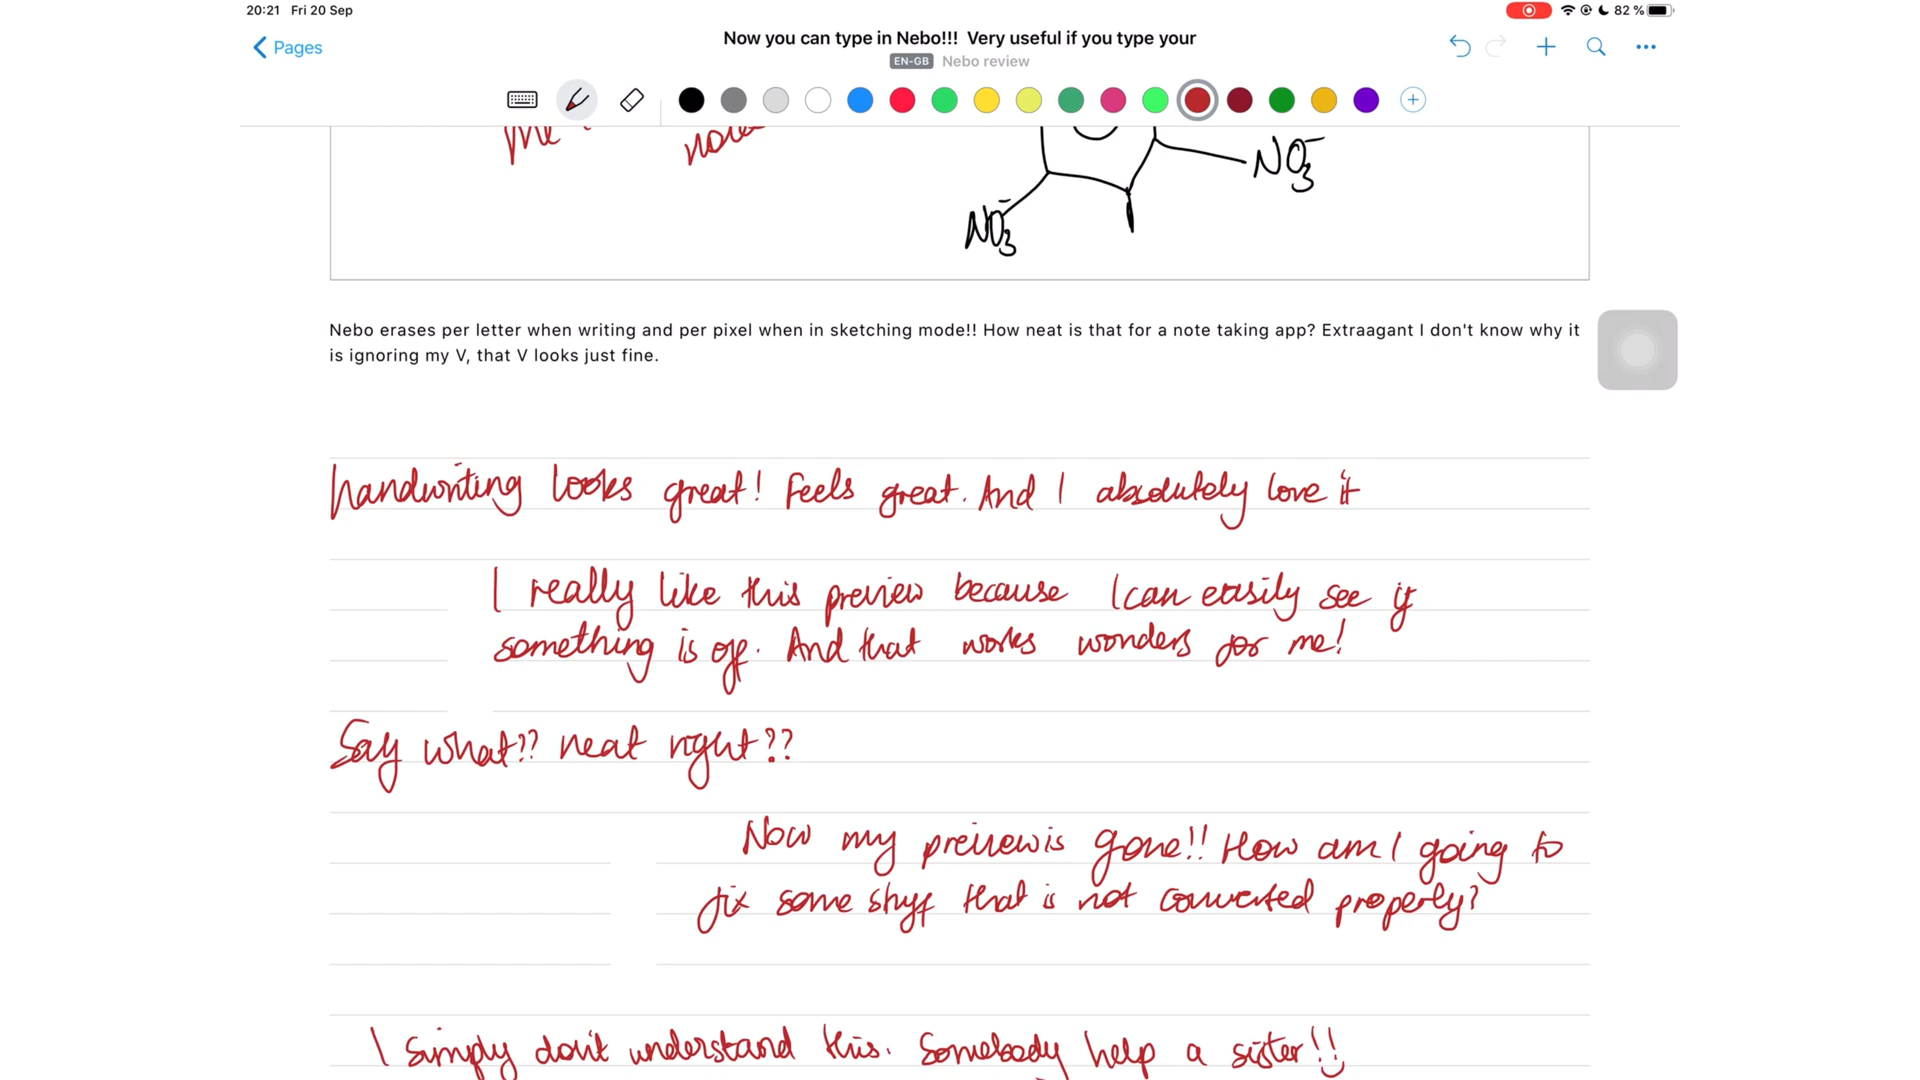 20:21 Fri 20 Sep 82 %
Pages
Now you can type in Nebo!!! Very useful if you type your
EN-GB Nebo review
me
NO3-
NO3-
Nebo erases per letter when writing and per pixel when in sketching mode!! How neat is that for a note taking app? Extraagant I don't know why it
is ignoring my V, that V looks just fine.
handwriting looks great! Feels great. And I absolutely love it
I really like this preview because I can easily see if
something is off. And that works wonders for me!
Say what?? neat right??
Now my preview is gone!! How am I going to
fix some stuff that is not converted properly?
I simply don't understand this. Somebody help a sister!!